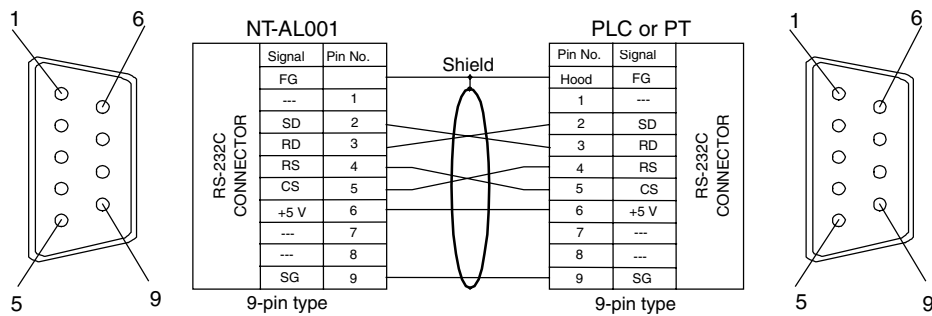 1
6
5
9
NT-AL001
RS-232C CONNECTOR
Signal Pin No.
FG
--- 1
SD 2
RD 3
RS 4
CS 5
+5 V 6
--- 7
--- 8
SG 9
9-pin type
Shield
PLC or PT
Pin No. Signal
Hood FG
1 ---
2 SD
3 RD
4 RS
5 CS
6 +5 V
7 ---
8 ---
9 SG
RS-232C CONNECTOR
9-pin type
1
6
5
9